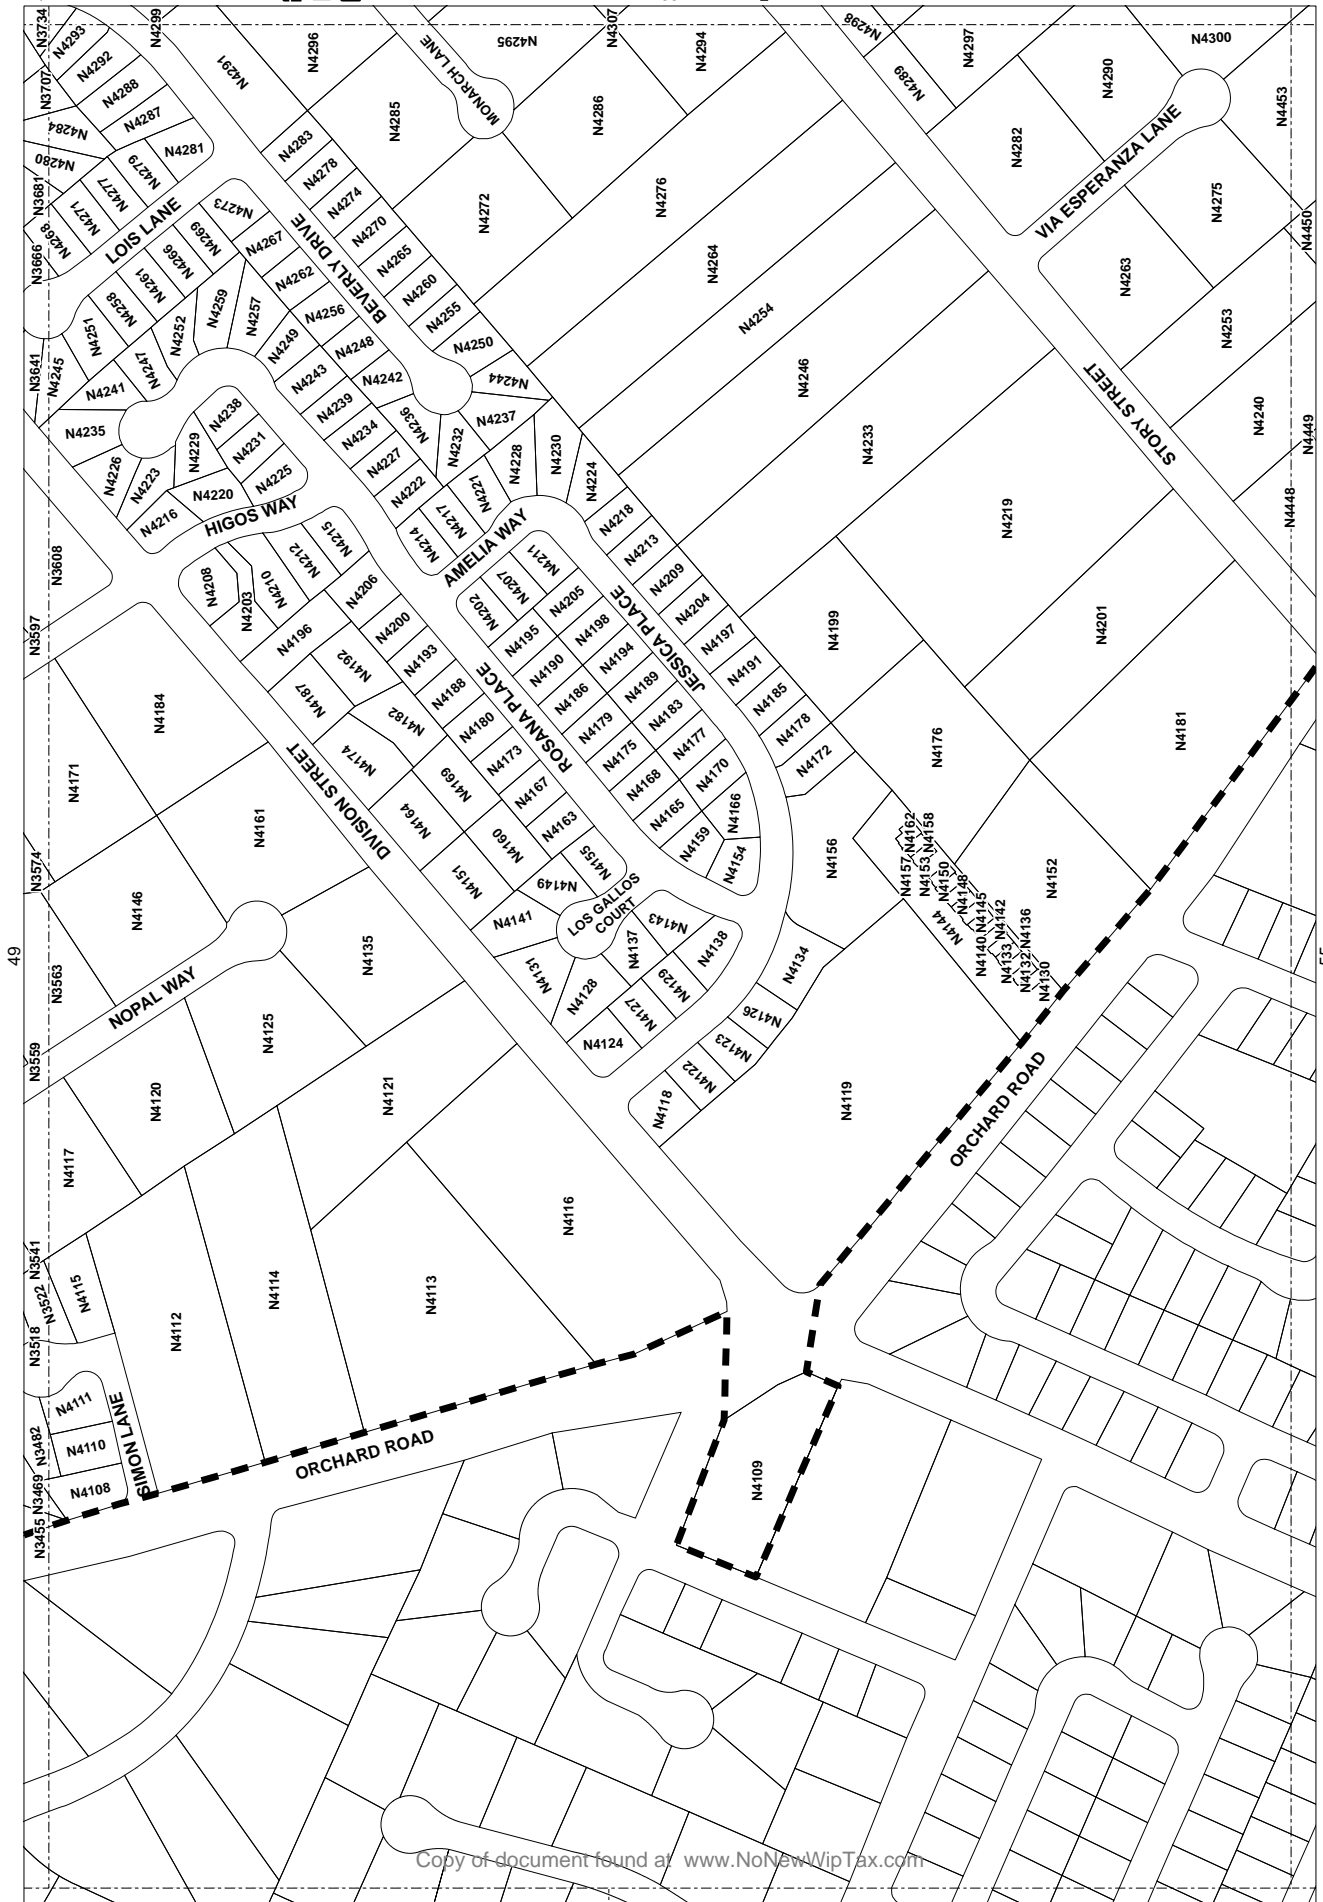 N3734
N4293
N4299
N4296
N4295
N4307
N4294
N4298
N4297
N4300
N4292
N4291
MONARCH LANE
N4289
N4290
N3707
N4288
N4285
N4286
N4453
N4284
N4287
N4283
N4282
N4280
N4279
N4281
N4278
VIA ESPERANZA LANE
N3681
N4277
N4274
N4272
N4276
N4275
N4271
N4273
N4270
N4450
N4268
LOIS LANE
N4269
N4267
BEVERLY DRIVE
N4265
N4264
N4263
N3666
N4266
N4262
N4260
N4261
N4259
N4257
N4256
N4255
N4254
N4253
N4258
N4252
N4251
N4249
N4248
N4250
N3641
N4245
N4247
N4243
N4242
N4244
N4246
STORY STREET
N4241
N4239
N4240
N4235
N4238
N4236
N4237
N4234
N4233
N4449
N4226
N4229
N4231
N4232
N4230
N4223
N4225
N4227
N4228
N4224
N4216
N4220
N4222
N4221
N4219
N4448
HIGOS WAY
N4217
N4218
N4215
N4214
AMELIA WAY
N4213
N3608
N4212
N4211
N4208
N4210
N4206
N4207
N4209
N4203
N4202
N4205
N4204
N3597
N4200
N4198
JESSICA PLACE
N4197
N4199
N4201
N4196
N4195
N4194
N4192
N4193
N4190
N4191
N4187
N4188
N4186
N4189
N4185
N4184
N4182
N4180
ROSANA PLACE
N4179
N4183
N4178
N4181
N4171
N4174
N4173
N4175
N4177
N4176
DIVISION STREET
N4169
N4167
N4168
N4170
N4172
N4161
N4164
N4163
N4165
N4166
N4162
N4158
N3574
N4160
N4155
N4159
N4154
N4156
N4157
N4153
N4152
N4151
N4149
N4150
N4148
N4146
N4141
LOS GALLOS
COURT
N4143
N4145
N4142
N4144
N4135
N4137
N4138
N4136
49
N4140
N4133
N3563
NOPAL WAY
N4131
N4128
N4129
N4134
N4132
N4130
N4125
N4127
N4126
N3559
N4124
N4123
N4120
N4121
N4122
N4119
N4118
ORCHARD ROAD
N4117
N4116
N3541
N4115
N4114
N4113
N3522
N4112
N3518
N4111
SIMON LANE
N3482
N4110
ORCHARD ROAD
N4108
N4109
N3469
N3455
Copy of document found at www.NoNewWipTax.com